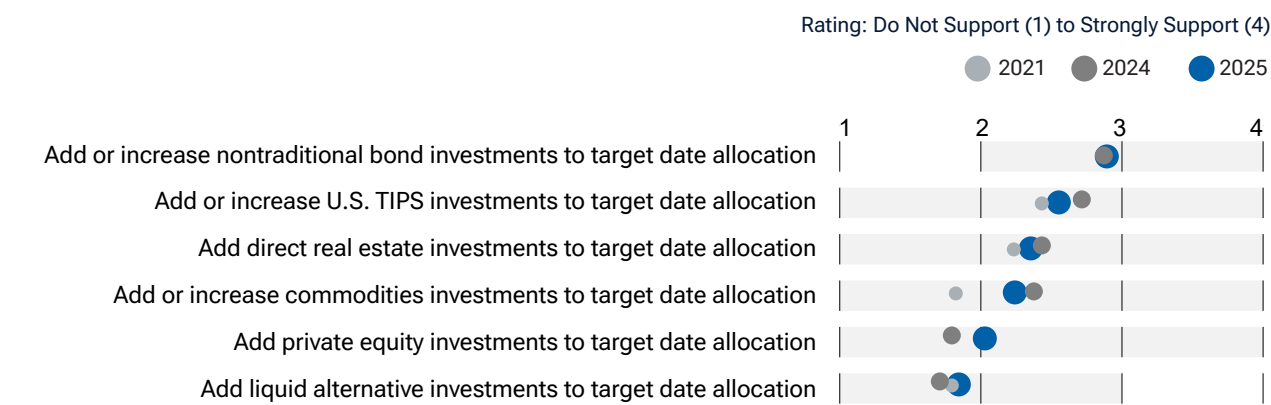 Rating: Do Not Support (1) to Strongly Support (4)
2021 2024 2025
1 2 3 4
Add or increase nontraditional bond investments to target date allocation
Add or increase U.S. TIPS investments to target date allocation
Add direct real estate investments to target date allocation
Add or increase commodities investments to target date allocation
Add private equity investments to target date allocation
Add liquid alternative investments to target date allocation